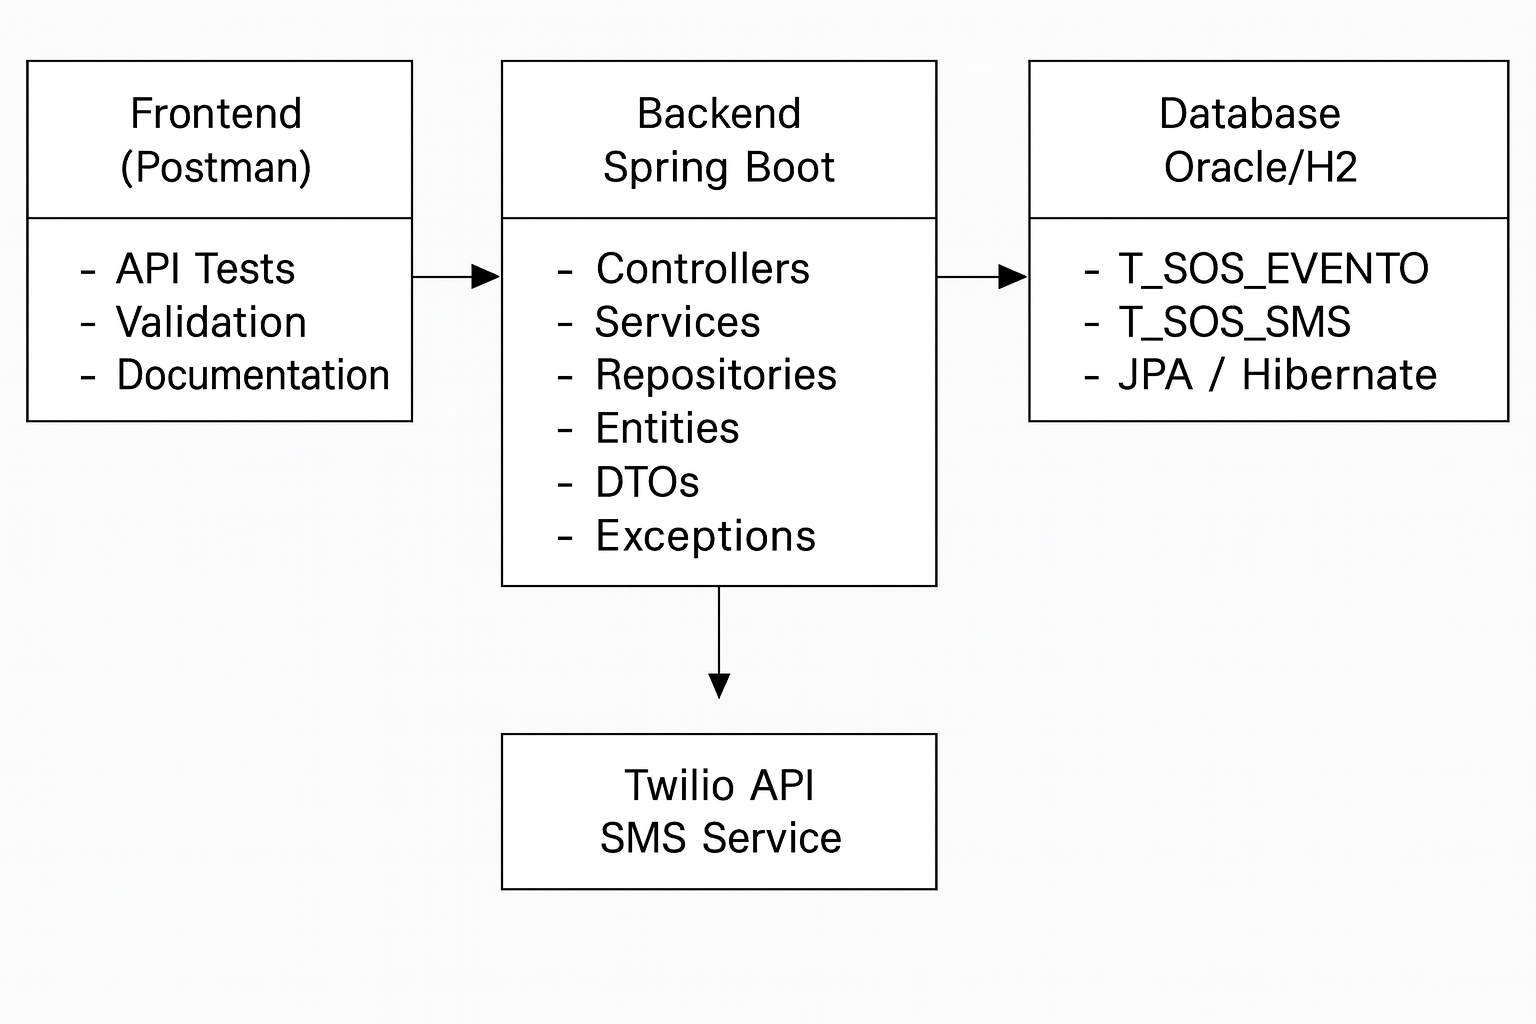 Frontend
(Postman)
- API Tests
- Validation
- Documentation
Backend
Spring Boot
- Controllers
- Services
- Repositories
- Entities
- DTOs
- Exceptions
Database
Oracle/H2
- T_SOS_EVENTO
- T_SOS_SMS
- JPA / Hibernate
Twilio API
SMS Service